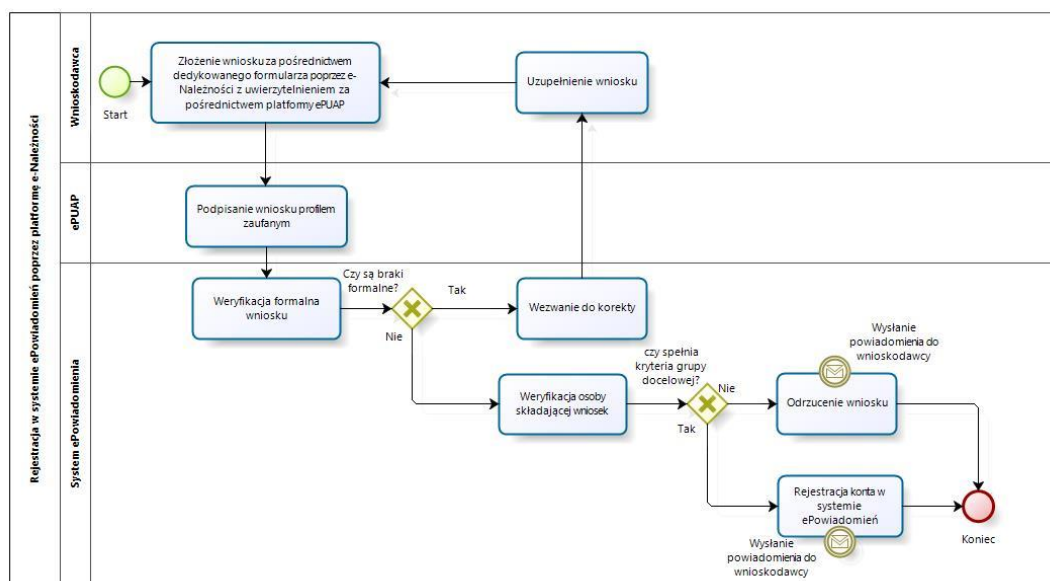 Rejestracja w systemie ePowiadomień poprzez platformę e-Należności
Wnioskodawca
Start
Złożenie wniosku za pośrednictwem
dedykowanego formularza poprzez e-
Należności z uwierzytelnieniem za
pośrednictwem platformy ePUAP
Uzupełnienie wniosku
ePUAP
Podpisanie wniosku profilem
zaufanym
System ePowiadomienia
Weryfikacja formalna
wniosku
Czy są braki
formalne?
Tak
Nie
Wezwanie do korekty
Weryfikacja osoby
składającej wniosek
czy spełnia
kryteria grupy
docelowej?
Nie
Tak
Wysłanie
powiadomienia do
wnioskodawcy
Odrzucenie wniosku
Rejestracja konta w
systemie
ePowiadomień
Wysłanie
powiadomienia do
wnioskodawcy
Koniec